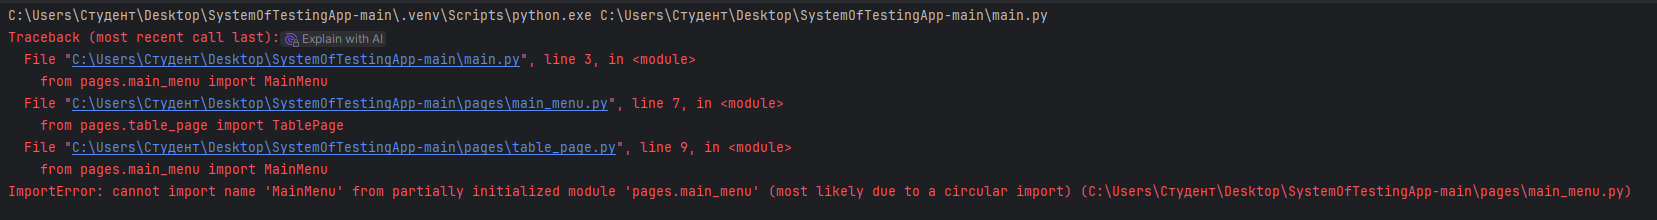 C:\Users\Студент\Desktop\SystemOfTestingApp-main\.venv\Scripts\python.exe C:\Users\Студент\Desktop\SystemOfTestingApp-main\main.py
Traceback (most recent call last): Explain with AI
  File "C:\Users\Студент\Desktop\SystemOfTestingApp-main\main.py", line 3, in <module>
    from pages.main_menu import MainMenu
  File "C:\Users\Студент\Desktop\SystemOfTestingApp-main\pages\main_menu.py", line 7, in <module>
    from pages.table_page import TablePage
  File "C:\Users\Студент\Desktop\SystemOfTestingApp-main\pages\table_page.py", line 9, in <module>
    from pages.main_menu import MainMenu
ImportError: cannot import name 'MainMenu' from partially initialized module 'pages.main_menu' (most likely due to a circular import) (C:\Users\Студент\Desktop\SystemOfTestingApp-main\pages\main_menu.py)